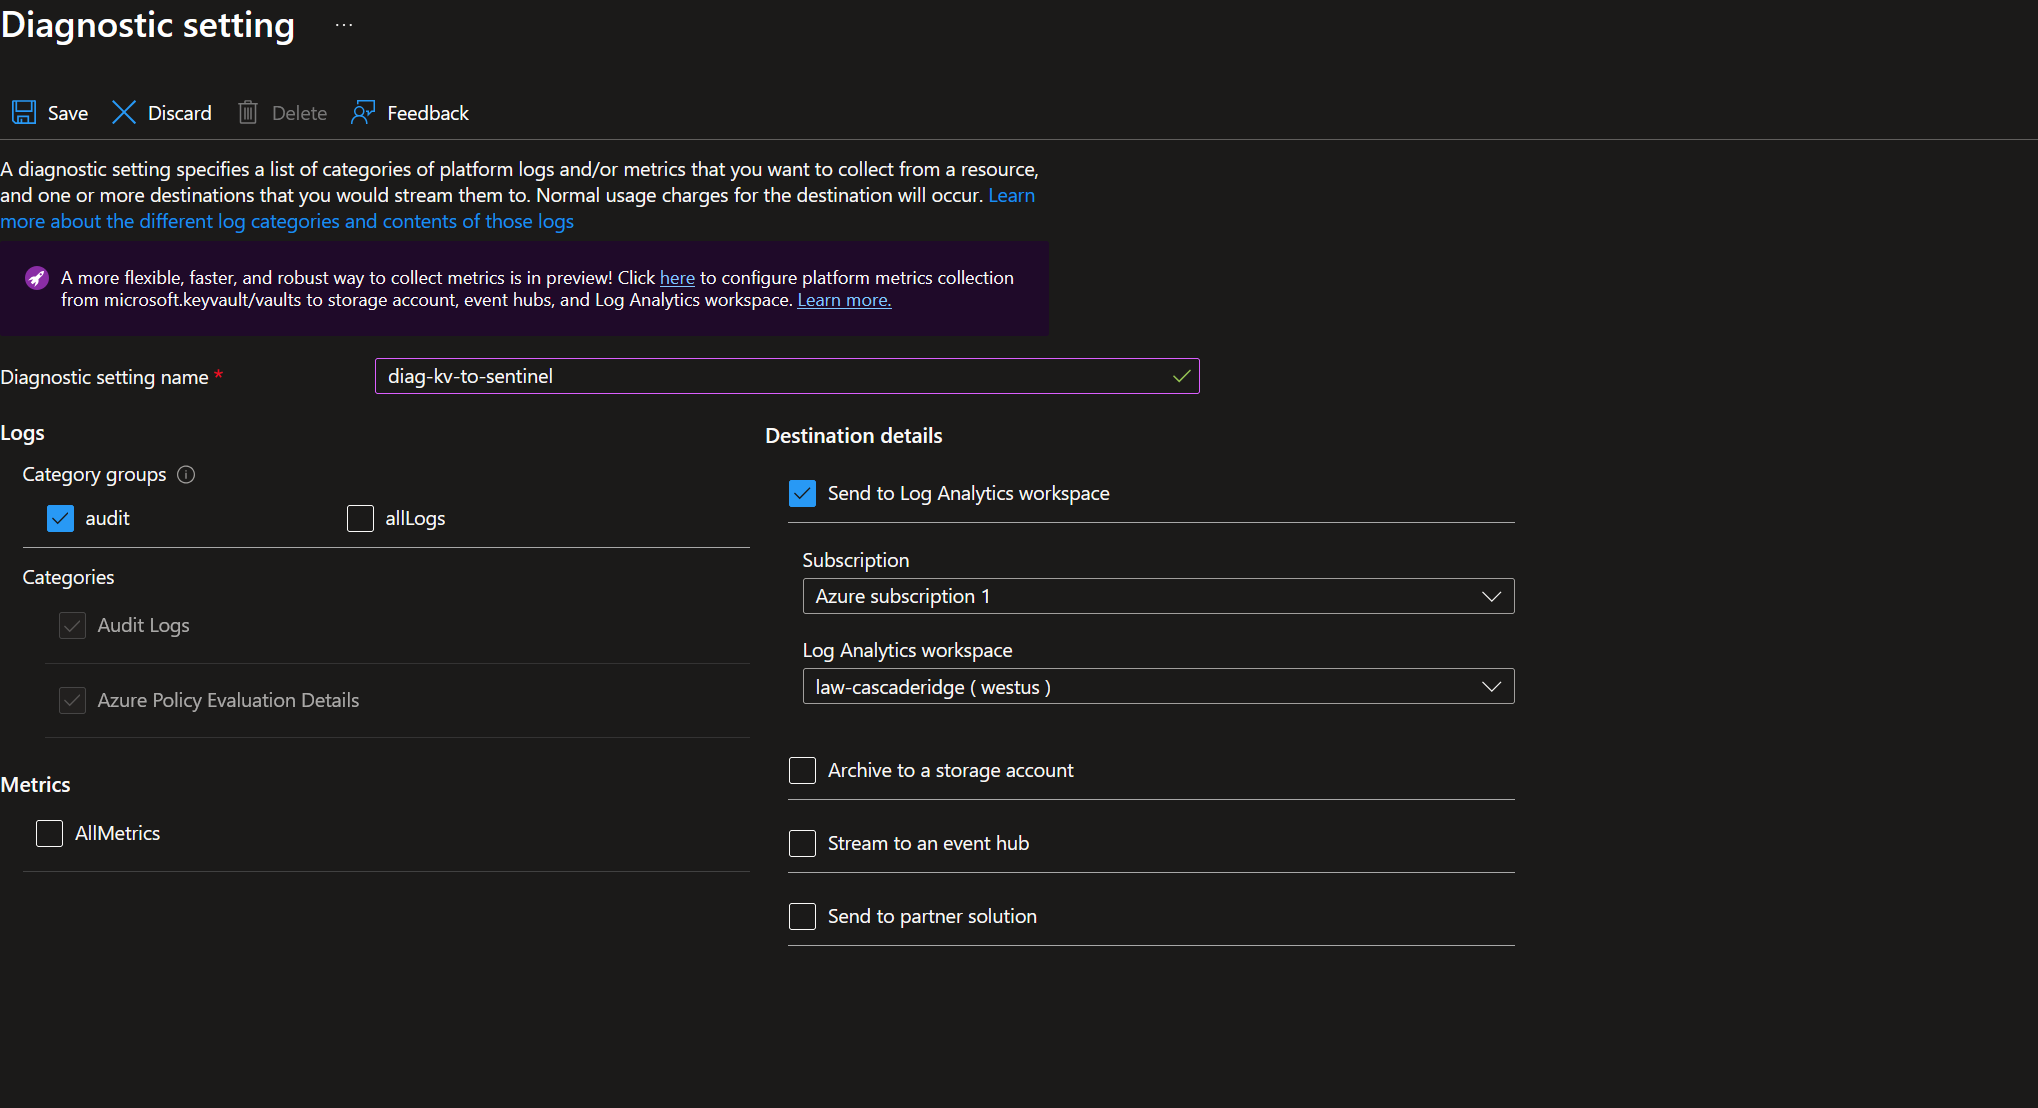 Diagnostic setting ...
Save Discard Delete Feedback
A diagnostic setting specifies a list of categories of platform logs and/or metrics that you want to collect from a resource,
and one or more destinations that you would stream them to. Normal usage charges for the destination will occur. Learn
more about the different log categories and contents of those logs
A more flexible, faster, and robust way to collect metrics is in preview! Click here to configure platform metrics collection
from microsoft.keyvault/vaults to storage account, event hubs, and Log Analytics workspace. Learn more.
Diagnostic setting name *
diag-kv-to-sentinel
Logs
Category groups
audit
allLogs
Categories
Audit Logs
Azure Policy Evaluation Details
Metrics
AllMetrics
Destination details
Send to Log Analytics workspace
Subscription
Azure subscription 1
Log Analytics workspace
law-cascaderidge ( westus )
Archive to a storage account
Stream to an event hub
Send to partner solution